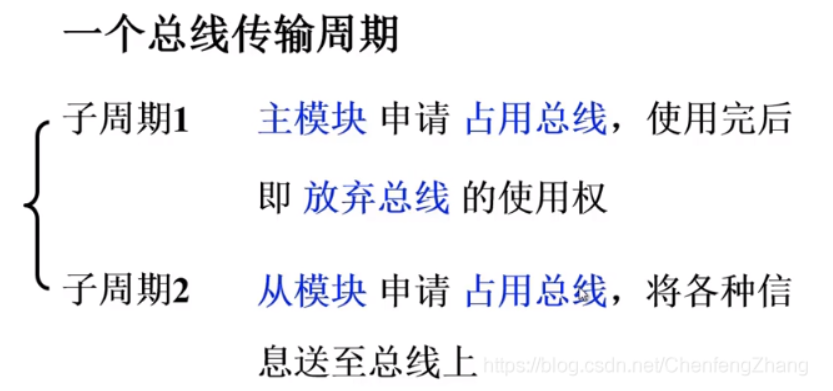 一个总线传输周期
子周期1 主模块 申请 占用总线，使用完后
即 放弃总线 的使用权
子周期2 从模块 申请 占用总线，将各种信
息送至总线上
https://blog.csdn.net/ChenfengZhang